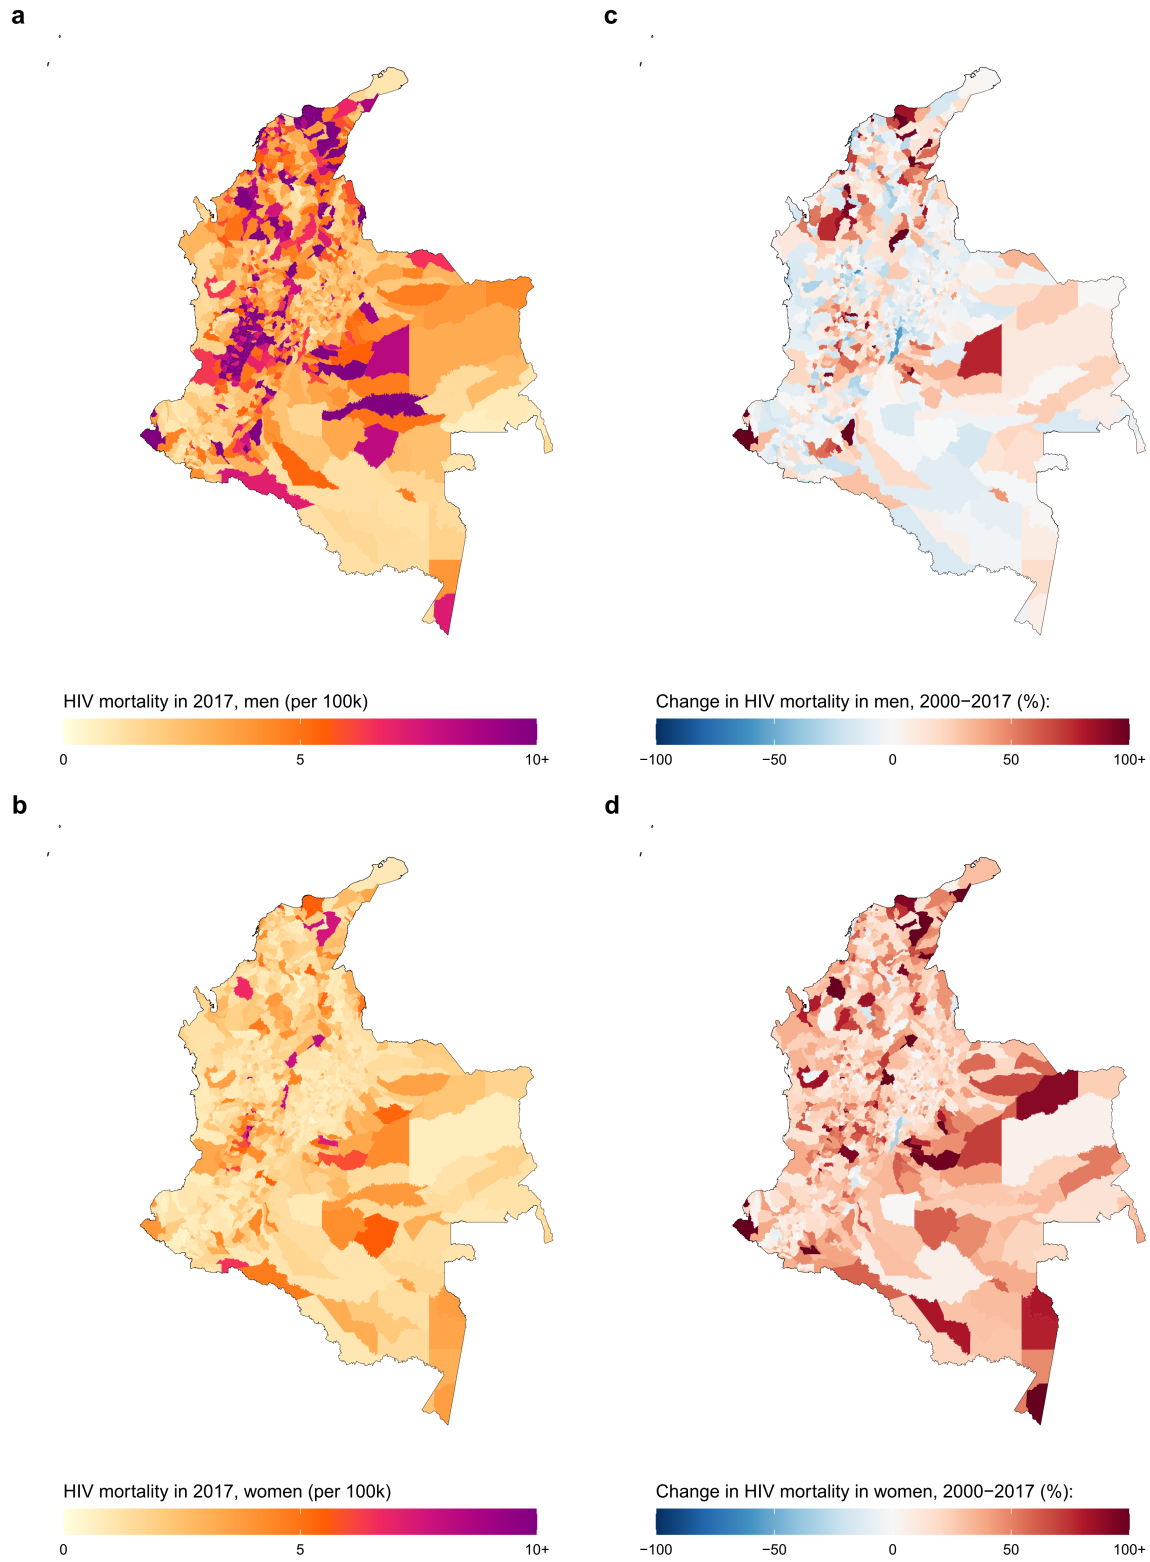 a
c
HIV mortality in 2017, men (per 100k)
0 5 10+
Change in HIV mortality in men, 2000−2017 (%):
−100 −50 0 50 100+
b
d
HIV mortality in 2017, women (per 100k)
0 5 10+
Change in HIV mortality in women, 2000−2017 (%):
−100 −50 0 50 100+